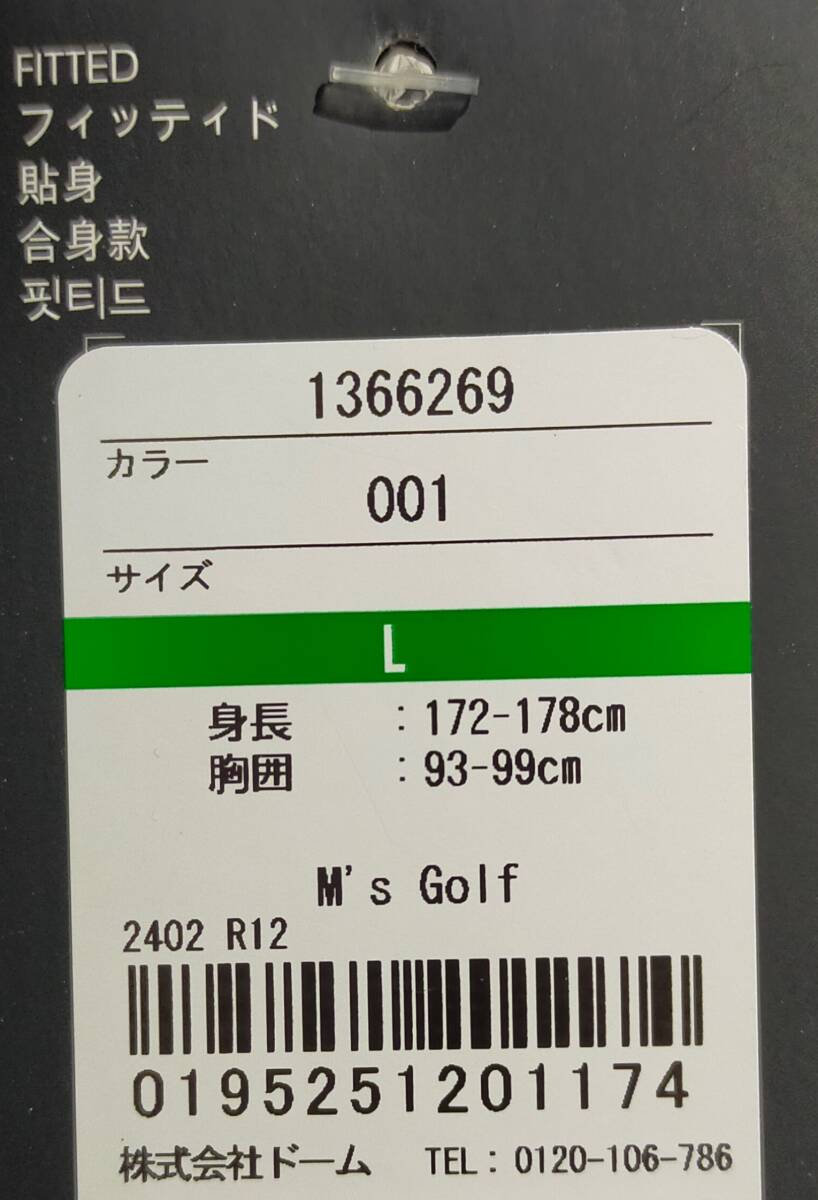 FITTED
フィッティド
貼身
合身款
핏티드
1366269
カラー
001
サイズ
L
身長 : 172-178cm
胸囲 : 93-99cm
M's Golf
2402 R12
0195251201174
株式会社ドーム TEL: 0120-106-786